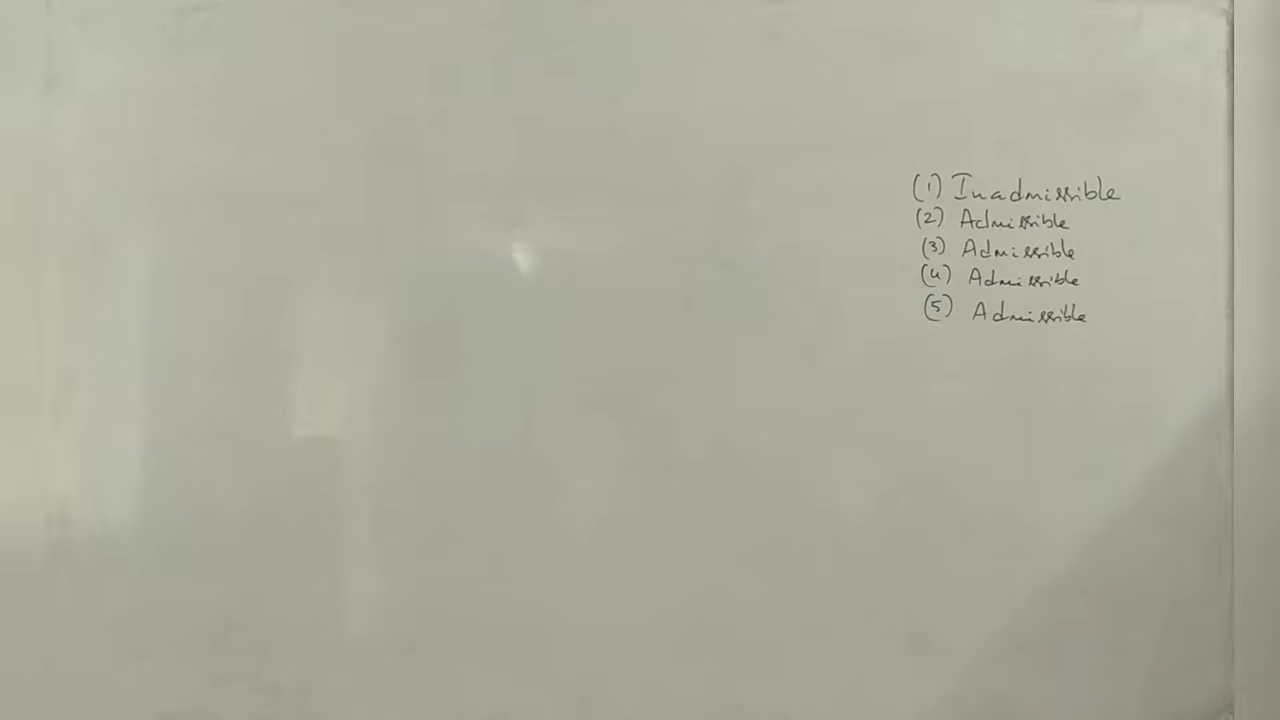 (1) Inadmissible
(2) Admissible
(3) Admissible
(4) Admissible
(5) Admissible